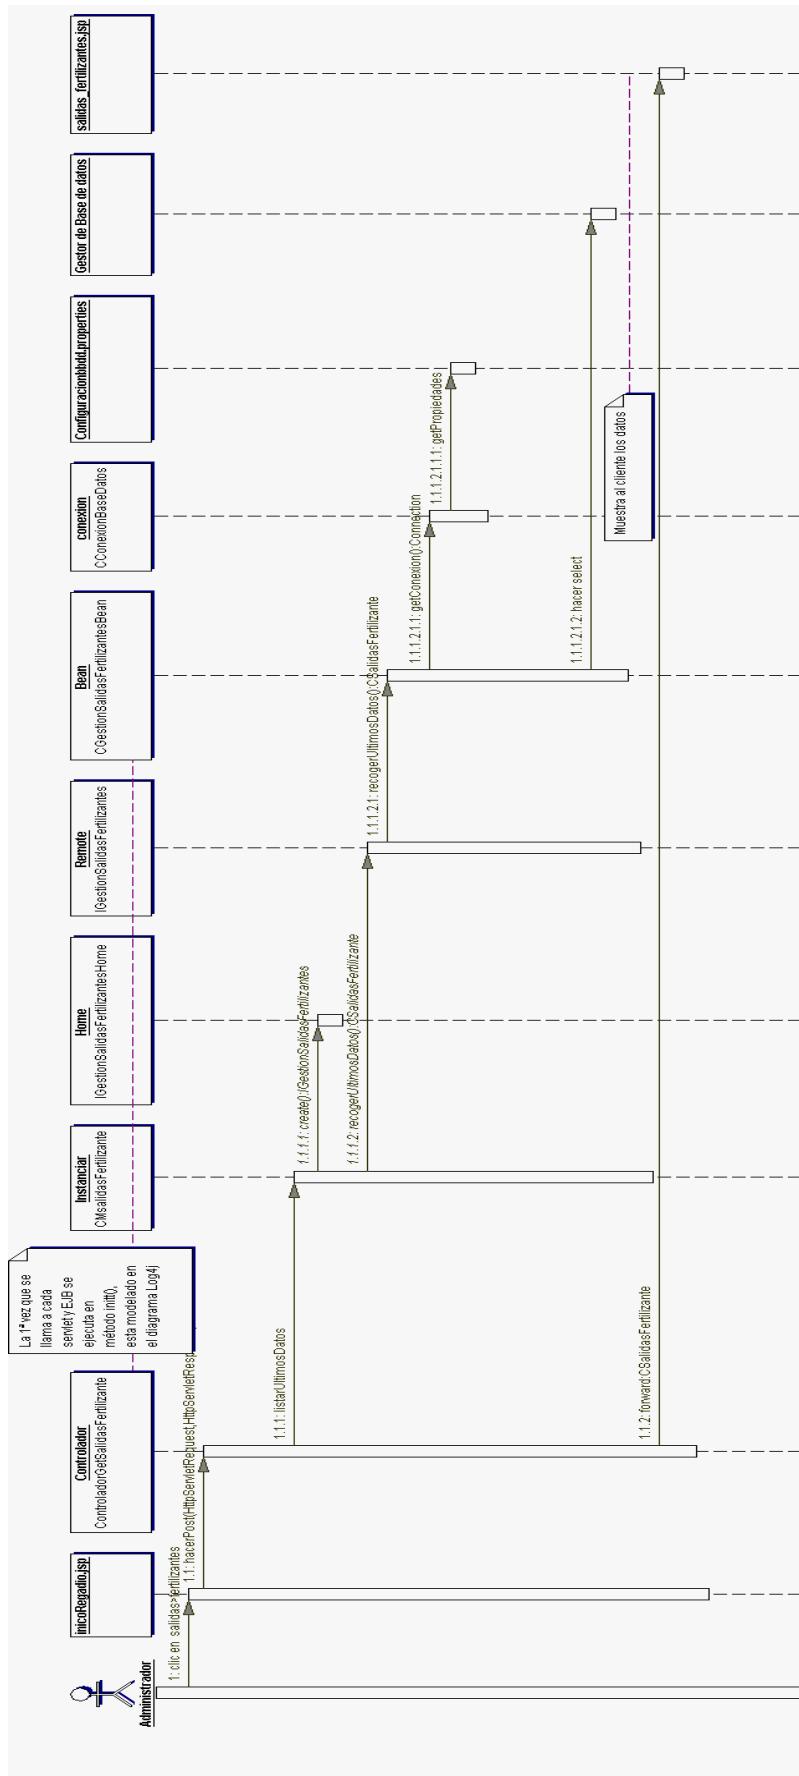 Administrador
inicoRegadio.jsp
Controlador
ControladorGetSalidasFertilizante
Instanciar
CMsalidasFertilizante
Home
IGestionSalidasFertilizantesHome
Remote
IGestionSalidasFertilizantes
Bean
CGestionSalidasFertilizantesBean
conexion
CConexionBaseDatos
Configuracionbbdd.properties
Gestor de Base de datos
salidas_fertilizantes.jsp
La 1ª vez que se
llama a cada
servlet y EJB se
ejecuta en
método init(),
esta modelado en
el diagrama Log4j
1: clic en salidas>fertilizantes
1.1: hacerPost(HttpServletRequest,HttpServletResp
1.1.1: listarUltimosDatos
1.1.1.1: create():IGestionSalidasFertilizantes
1.1.1.2: recogerUltimosDatos():CSalidasFertilizante
1.1.1.2.1: recogerUltimosDatos():CSalidasFertilizante
1.1.1.2.1.1: getConexion():Connection
1.1.1.2.1.1.1: getPropiedades
1.1.1.2.1.2: hacer select
Muestra al cliente los datos
1.1.2: forward:CSalidasFertilizante